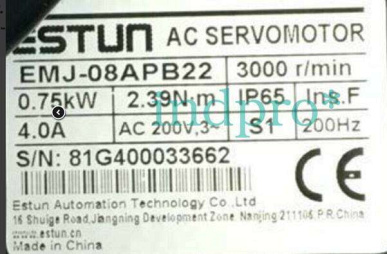 ESTUN AC SERVOMOTOR
EMJ-08APB22 3000 r/min
0.75kW 2.39N·m IP65 Ins.F
4.0A AC 200V,3~ S1 200Hz
indpro*
S/N: 81G400033662
CE
Estun Automation Technology Co.,Ltd
16 Shuige Road,Jiangning Development Zone Nanjing 211106,P.R.China
www.estun.cn
Made in China